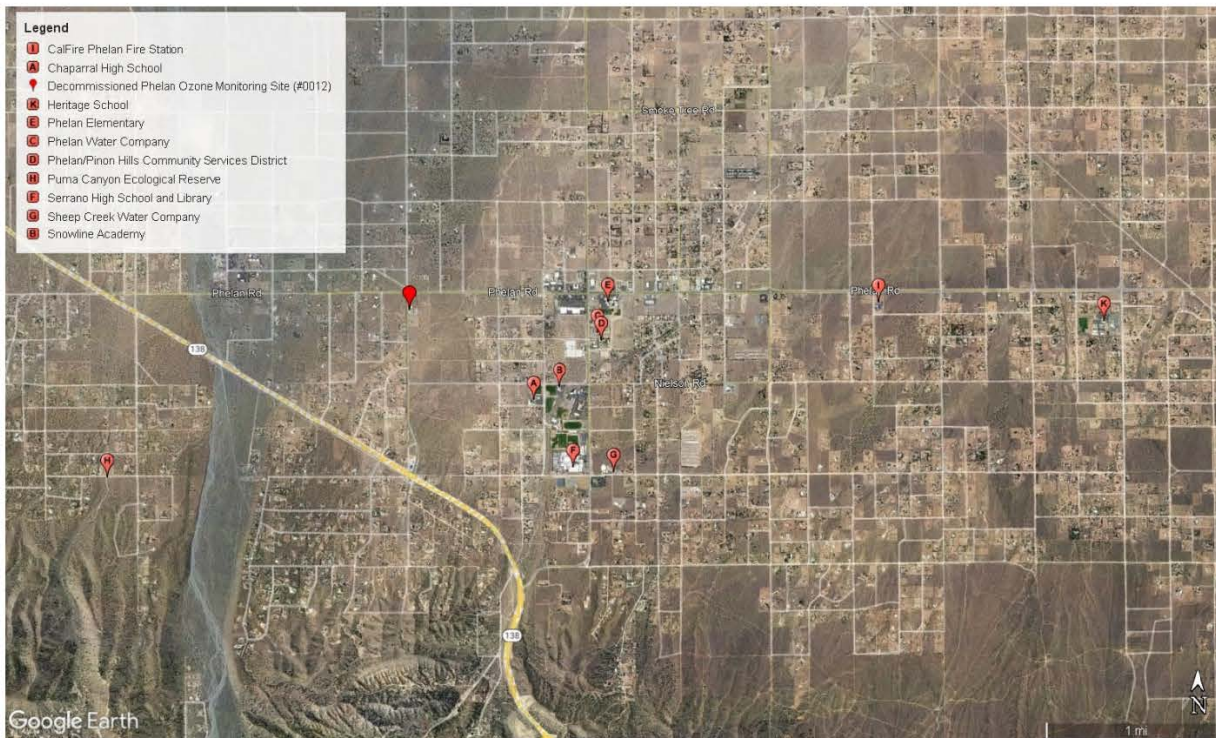 Legend
I CalFire Phelan Fire Station
A Chaparral High School
Decommissioned Phelan Ozone Monitoring Site (#0012)
K Heritage School
E Phelan Elementary
C Phelan Water Company
D Phelan/Pinon Hills Community Services District
H Puma Canyon Ecological Reserve
F Serrano High School and Library
G Sheep Creek Water Company
B Snowline Academy
Smoke Tree Rd
E
Phelan Rd
Phelan Rd
Phelan Rd
I
K
C
D
138
B
A
Nielson Rd
F
G
H
138
Google Earth
N
1 mi